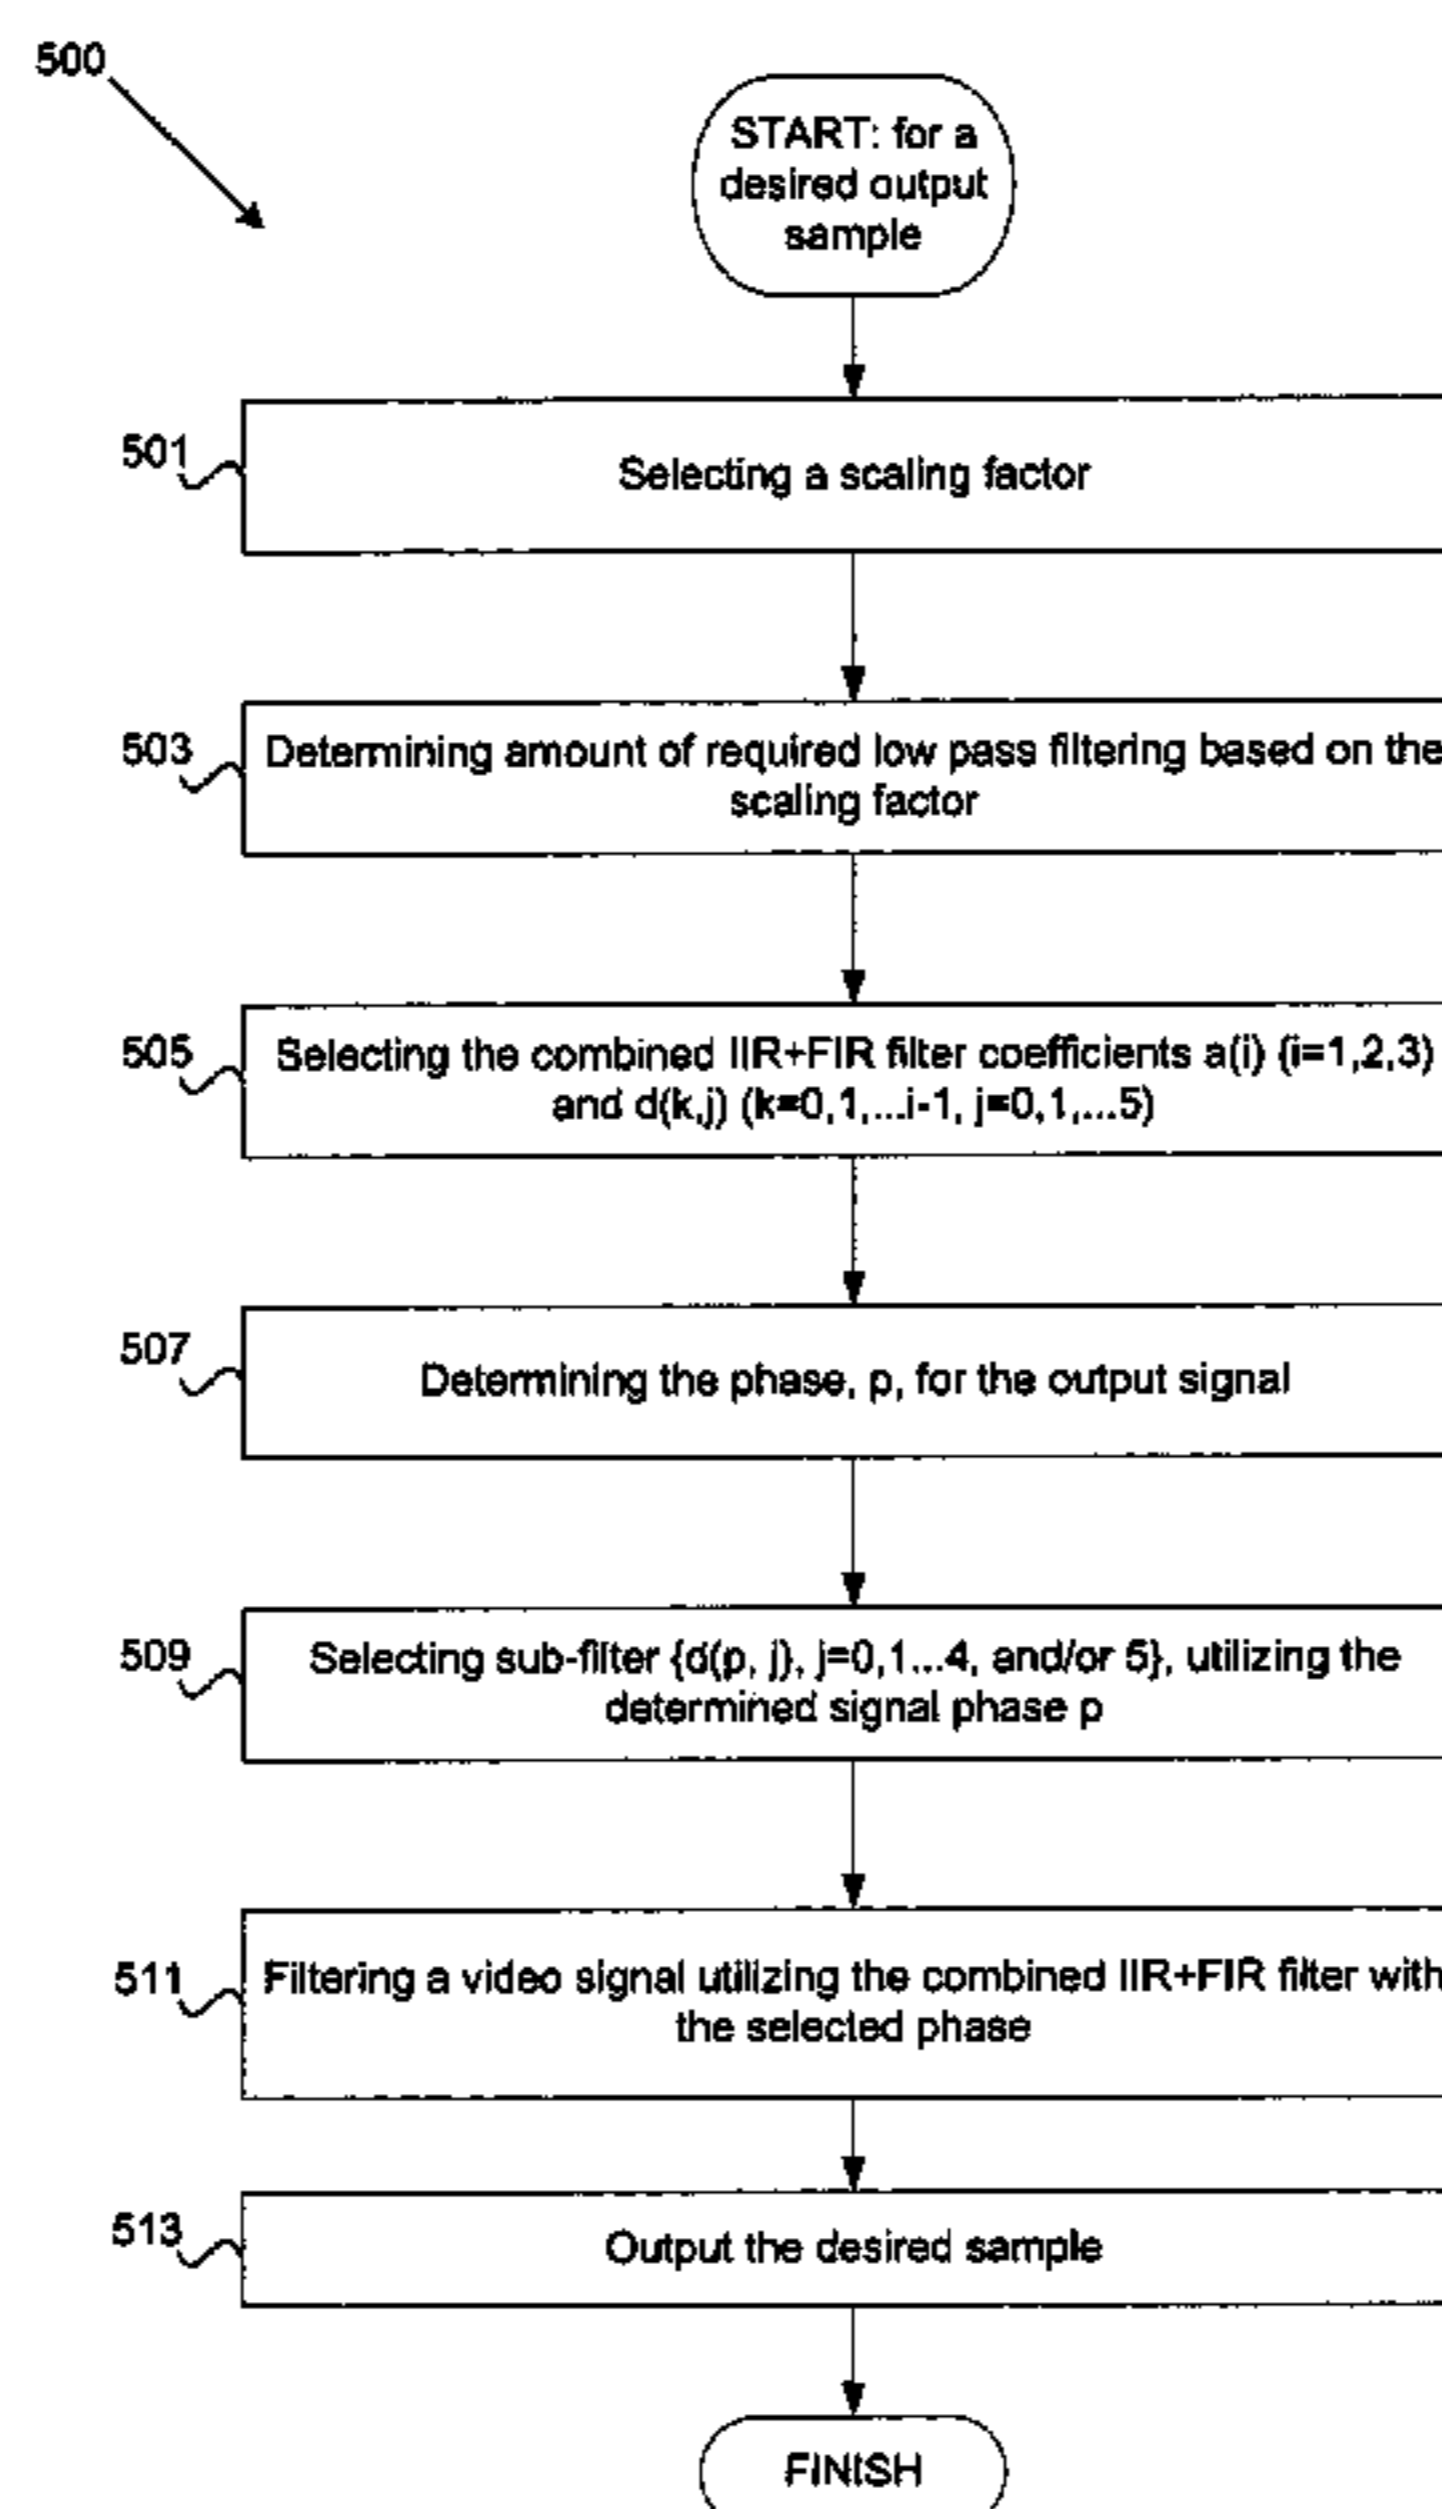 500
START: for a
desired output
sample
501
Selecting a scaling factor
503
Determining amount of required low pass filtering based on the
scaling factor
505
Selecting the combined IIR+FIR filter coefficients a(i) (i=1,2,3)
and d(k,j) (k=0,1,...i-1, j=0,1,...5)
507
Determining the phase, p, for the output signal
509
Selecting sub-filter {d(p, j), j=0,1...4, and/or 5}, utilizing the
determined signal phase p
511
Filtering a video signal utilizing the combined IIR+FIR filter with
the selected phase
513
Output the desired sample
FINISH